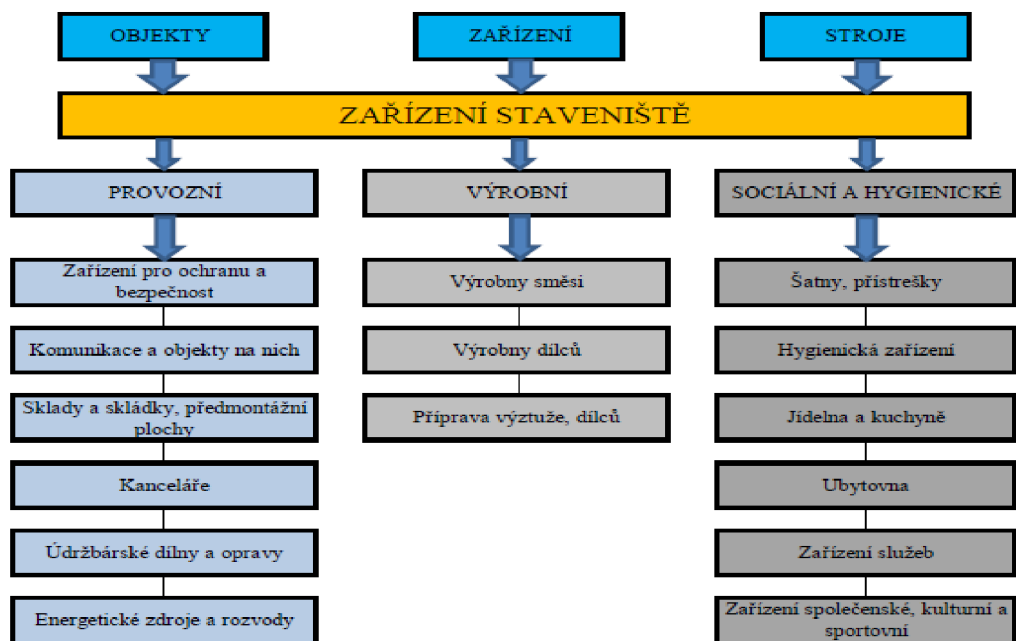 OBJEKTY
ZAŘÍZENÍ
STROJE
ZAŘÍZENÍ STAVENIŠTĚ
PROVOZNÍ
VÝROBNÍ
SOCIÁLNÍ A HYGIENICKÉ
Zařízení pro ochranu a
bezpečnost
Komunikace a objekty na nich
Sklady a skládky, předmontážní
plochy
Kanceláře
Údržbárské dílny a opravy
Energetické zdroje a rozvody
Výrobny směsi
Výrobny dílců
Příprava výztuže, dílců
Šatny, přístrešky
Hygienická zařízení
Jídelna a kuchyně
Ubytovna
Zařízení služeb
Zařízení společenské, kulturní a
sportovní